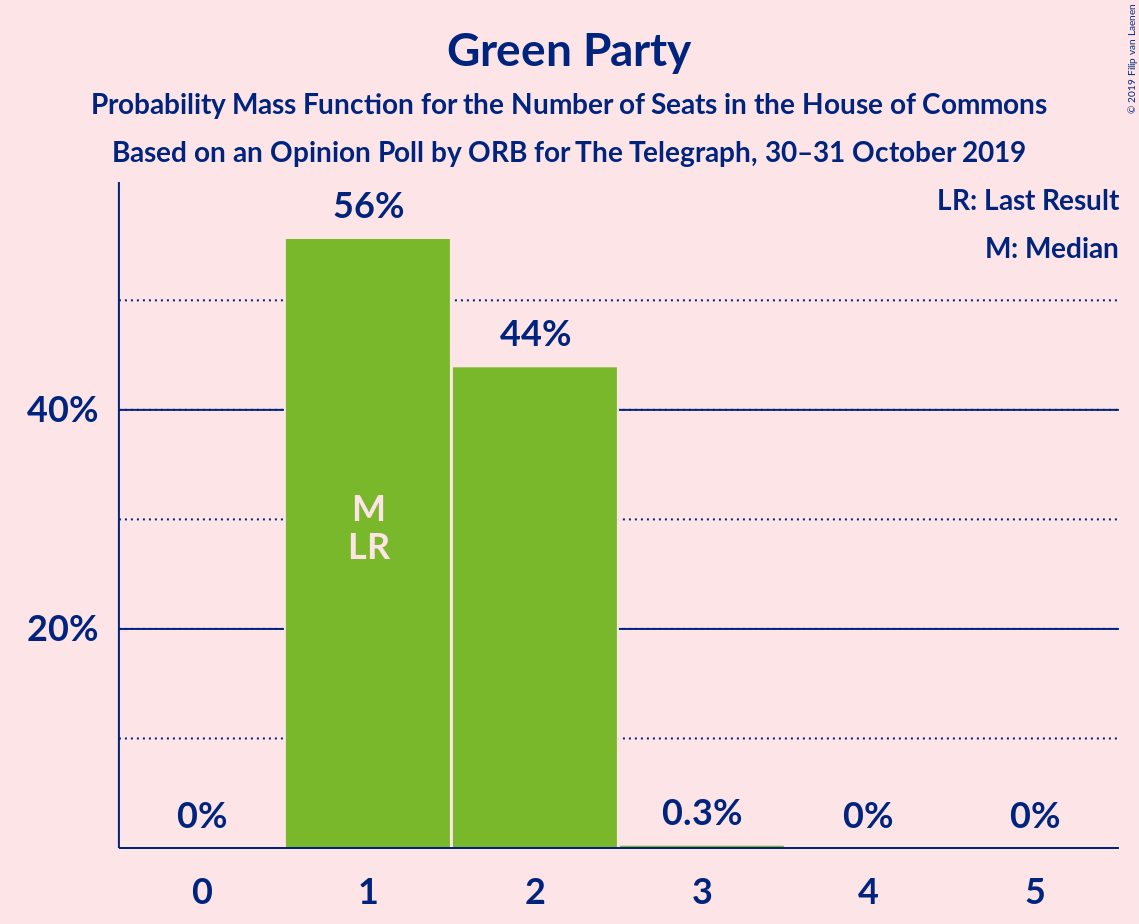 Green Party
Probability Mass Function for the Number of Seats in the House of Commons
Based on an Opinion Poll by ORB for The Telegraph, 30–31 October 2019
© 2019 Filip van Laenen
LR: Last Result
M: Median
56%
44%
40%
M
LR
20%
0%
0.3%
0%
0%
0
1
2
3
4
5